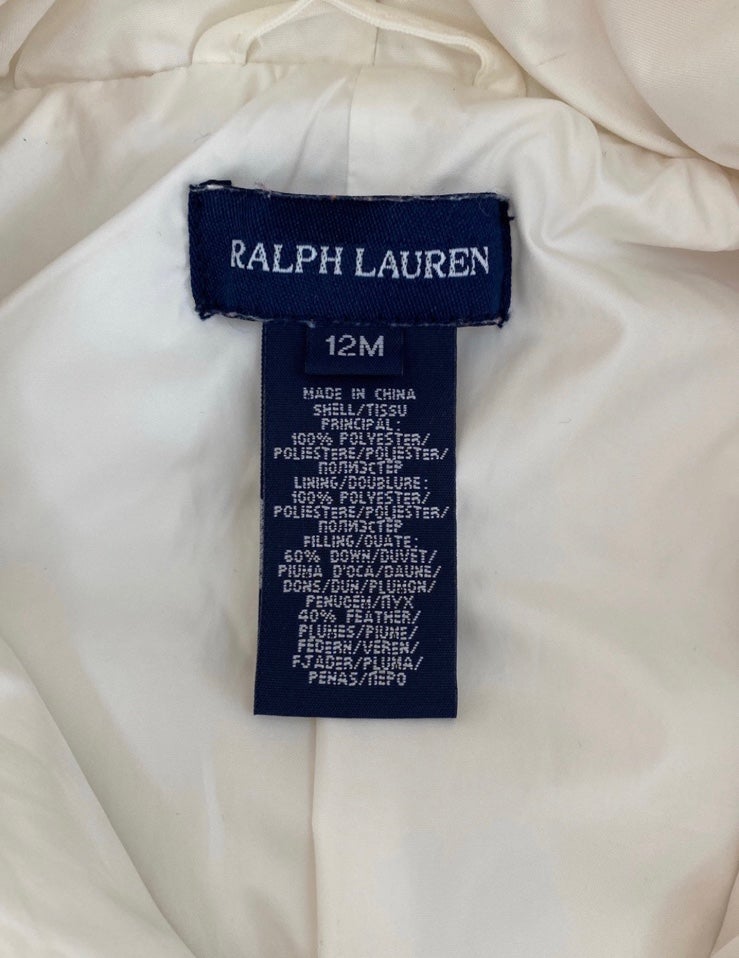 RALPH LAUREN
12M
MADE IN CHINA
SHELL/TISSU
PRINCIPAL:
100% POLYESTER/
POLIESTERE/POLIESTER/
ПОЛИЭСТЕР
LINING/DOUBLURE:
100% POLYESTER/
POLIESTERE/POLIESTER/
ПОЛИЭСТЕР
FILLING/OUATE:
60% DOWN/DUVET/
PIUMA D'OCA/DAUNE/
DONS/DUN/PLUMON/
PENUGEM/ПУХ
40% FEATHER/
PLUMES/PIUME/
FEDERN/VEREN/
FJADER/PLUMA/
PENAS/ПЕРО